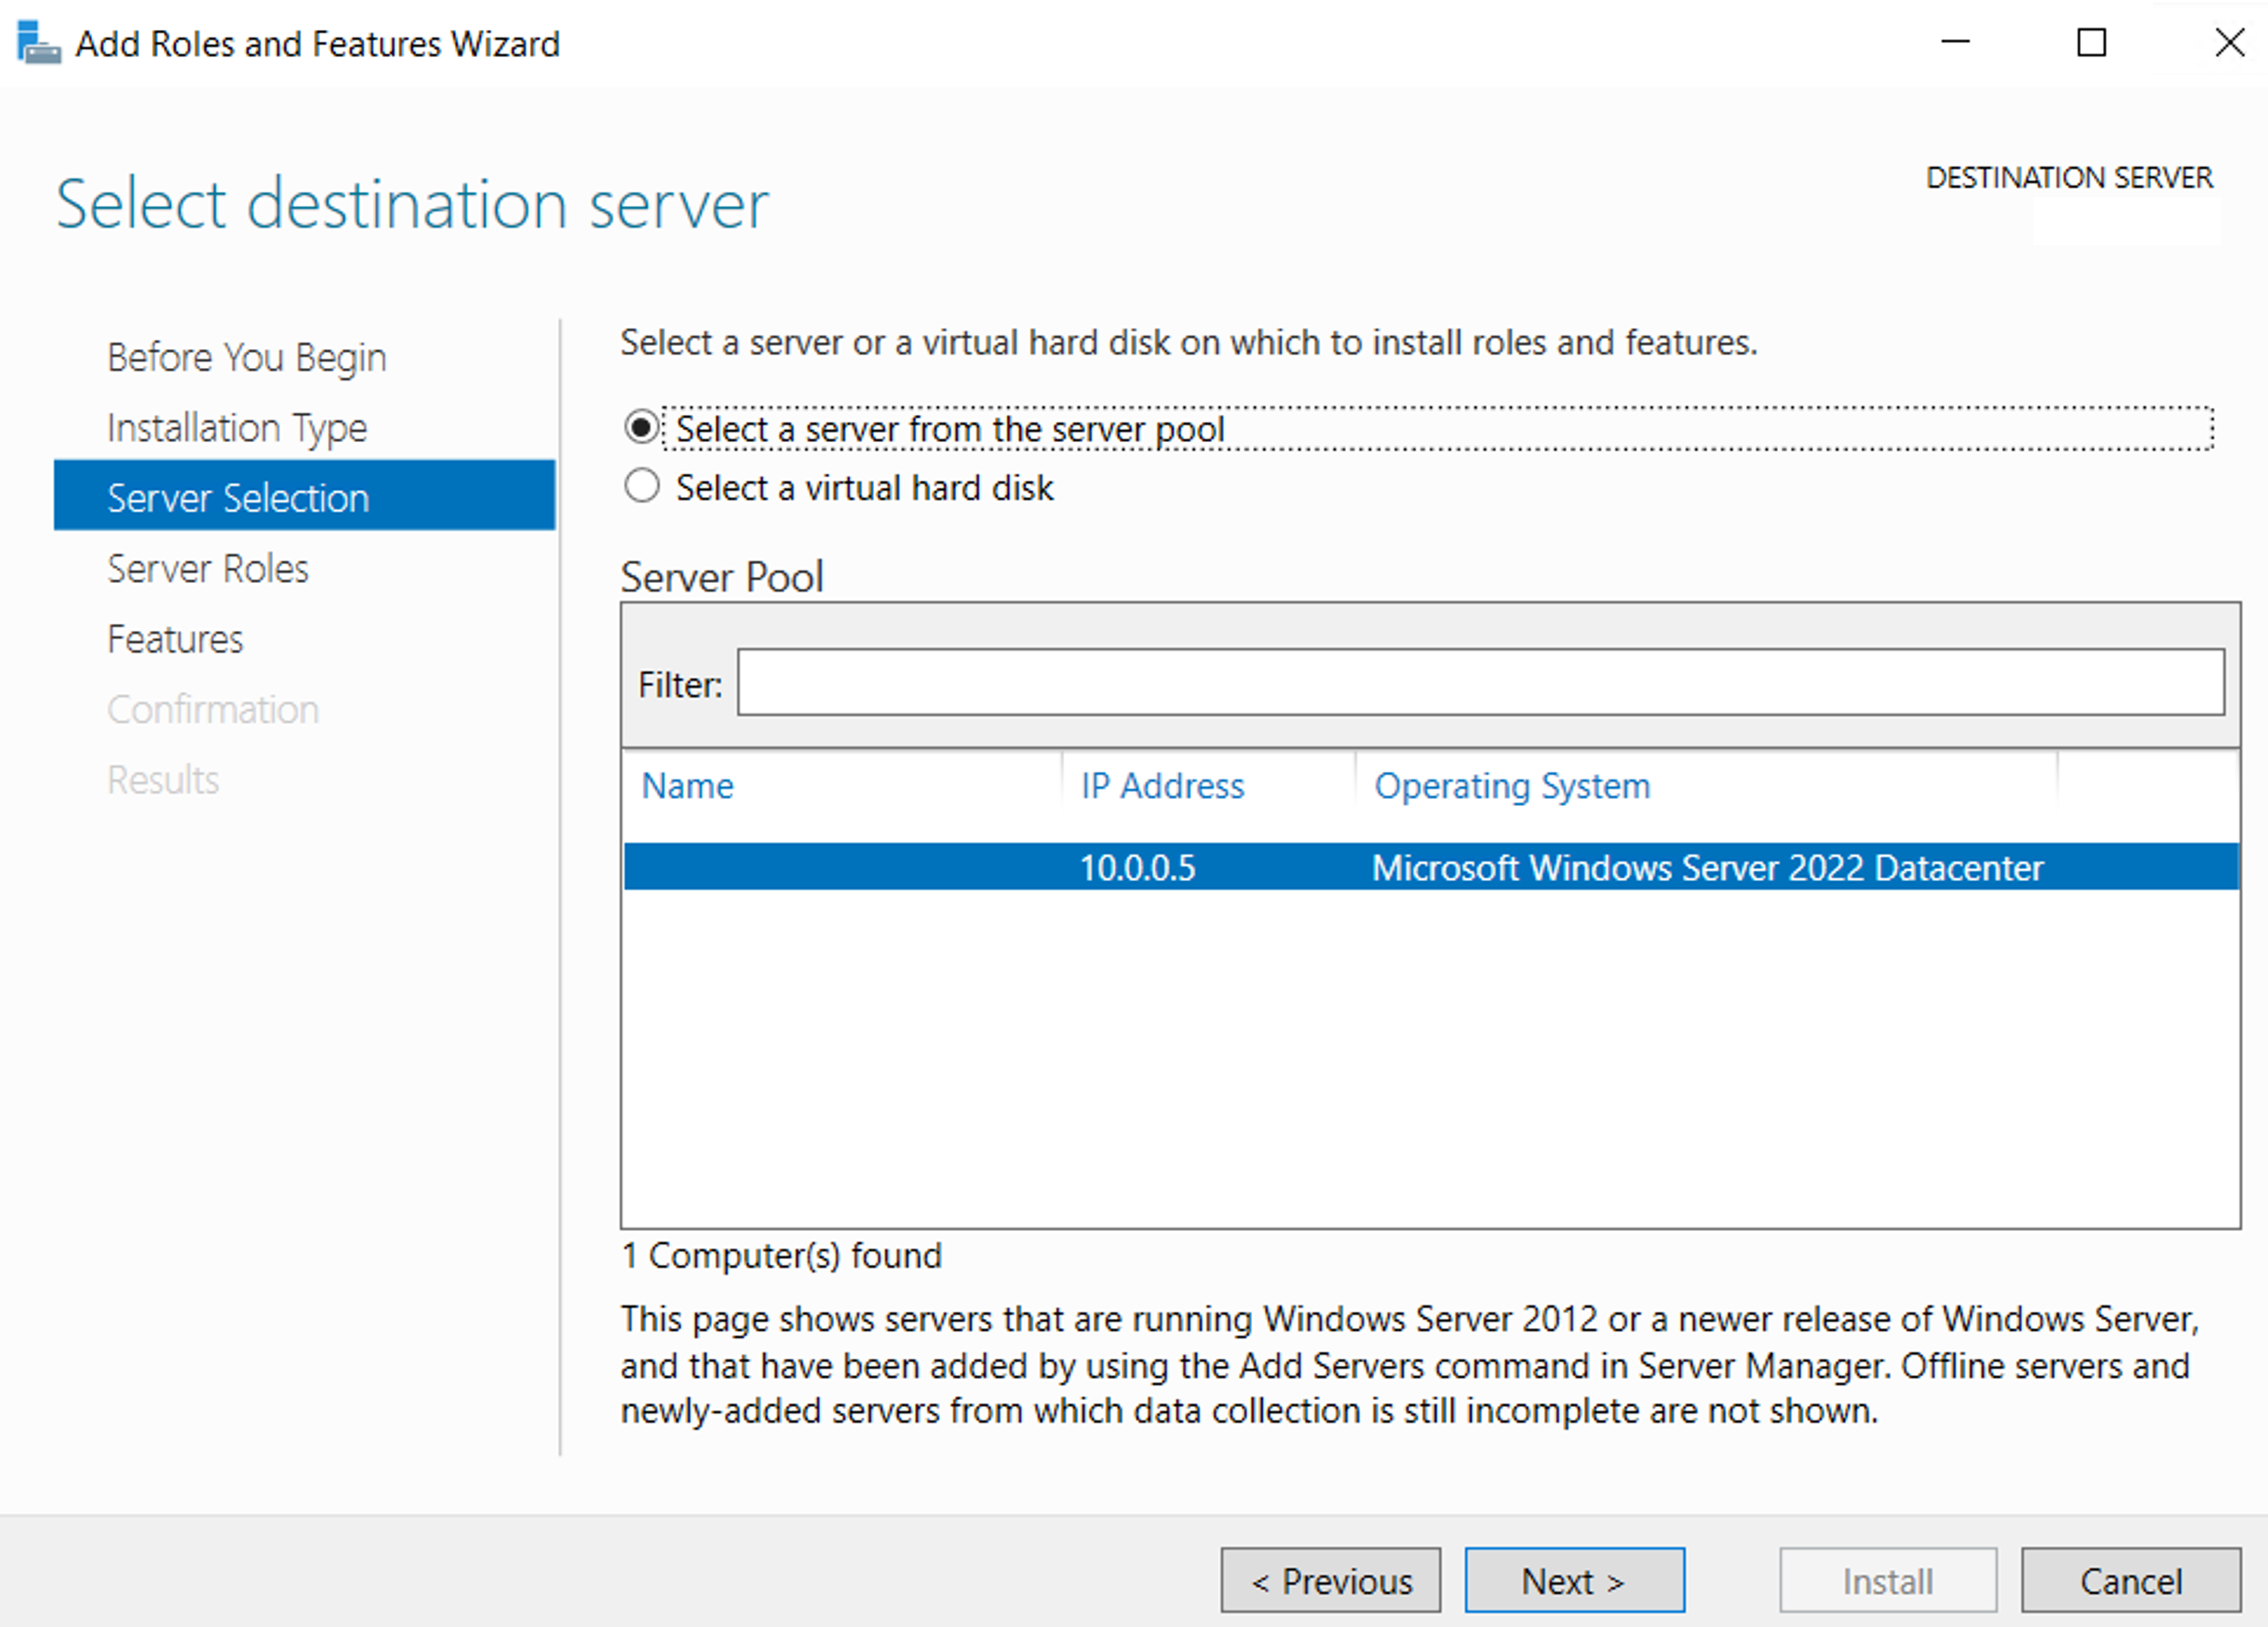 Add Roles and Features Wizard
Select destination server
DESTINATION SERVER
Before You Begin
Installation Type
Server Selection
Server Roles
Features
Confirmation
Results
Select a server or a virtual hard disk on which to install roles and features.
Select a server from the server pool
Select a virtual hard disk
Server Pool
Filter:
Name IP Address Operating System
10.0.0.5 Microsoft Windows Server 2022 Datacenter
1 Computer(s) found
This page shows servers that are running Windows Server 2012 or a newer release of Windows Server,
and that have been added by using the Add Servers command in Server Manager. Offline servers and
newly-added servers from which data collection is still incomplete are not shown.
< Previous Next > Install Cancel